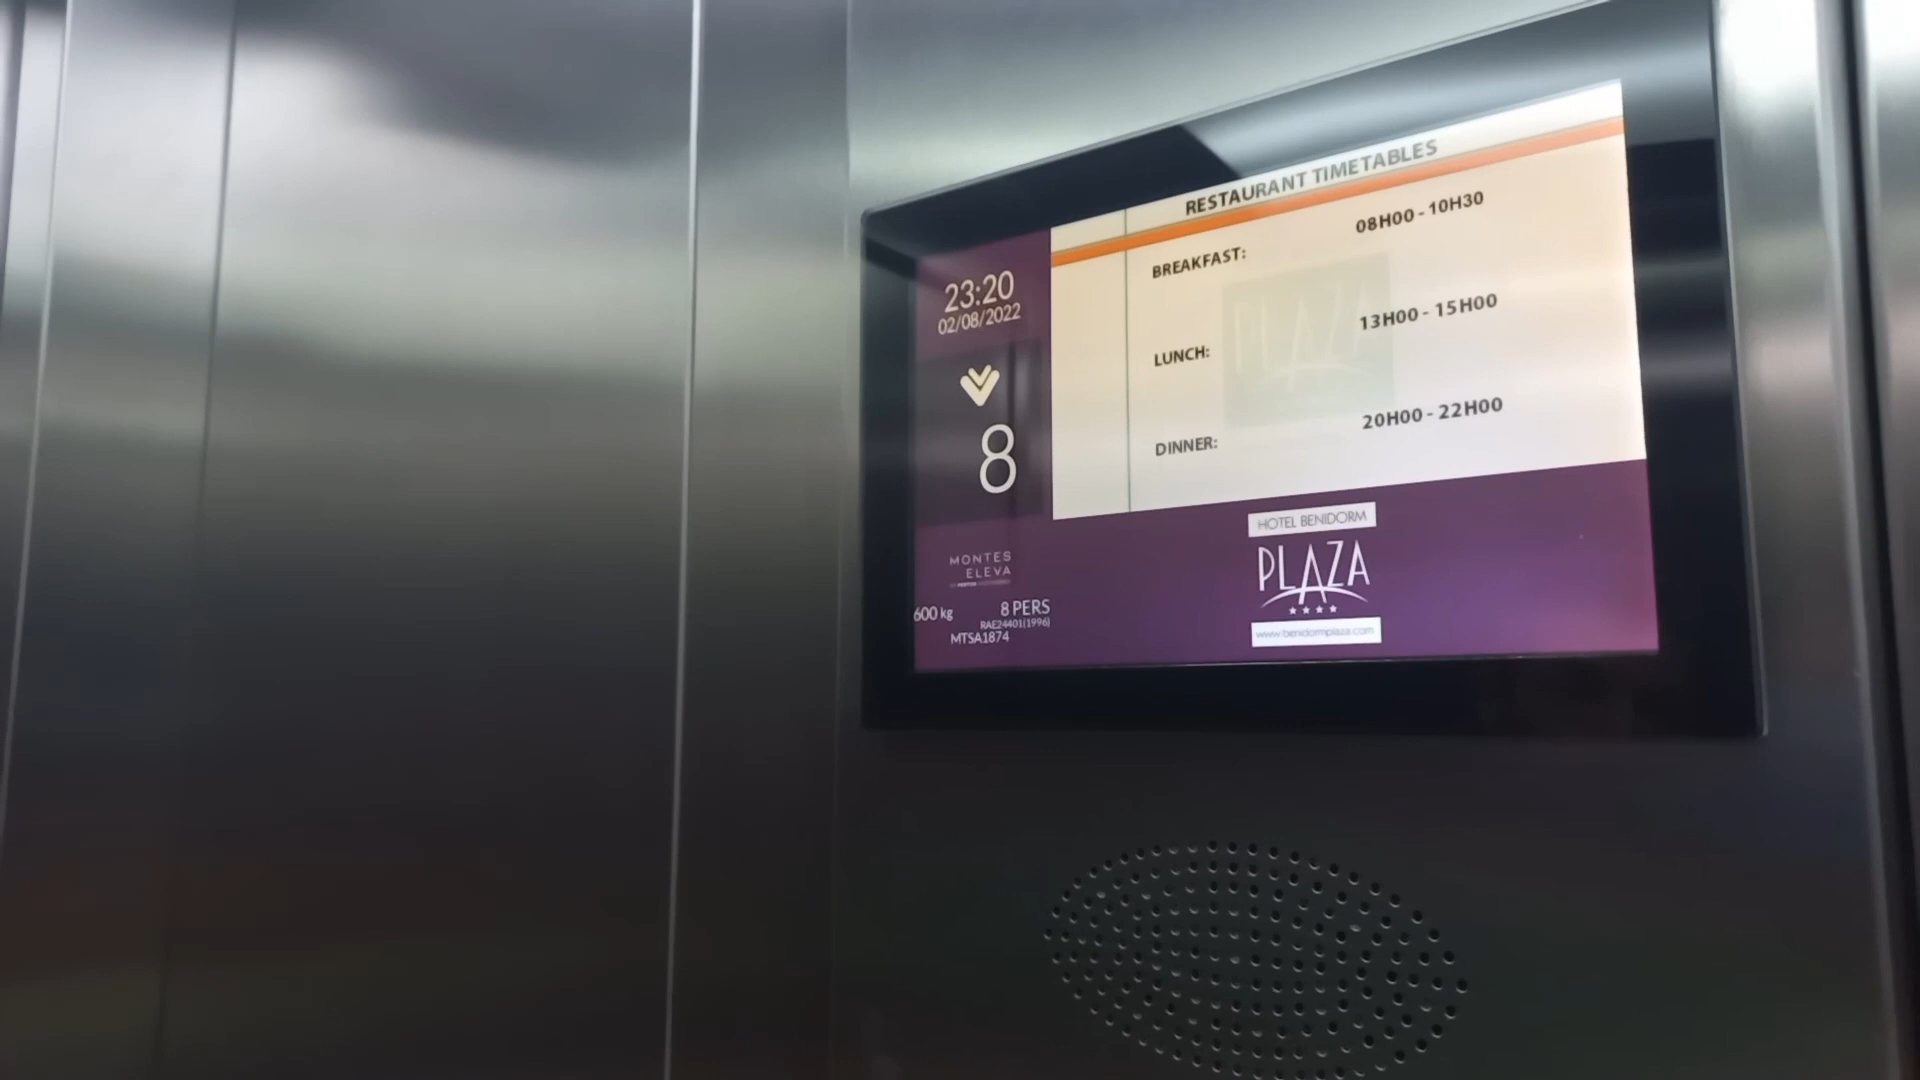 RESTAURANT TIMETABLES
08H00 - 10H30
BREAKFAST:
13H00 - 15H00
LUNCH:
20H00 - 22H00
DINNER:
23:20
02/08/2022
8
MONTES
ELEVA
600 kg 8 PERS
RAE24401(1996)
MTSA1874
HOTEL BENIDORM
PLAZA
www.benidormplaza.com
PLAZA